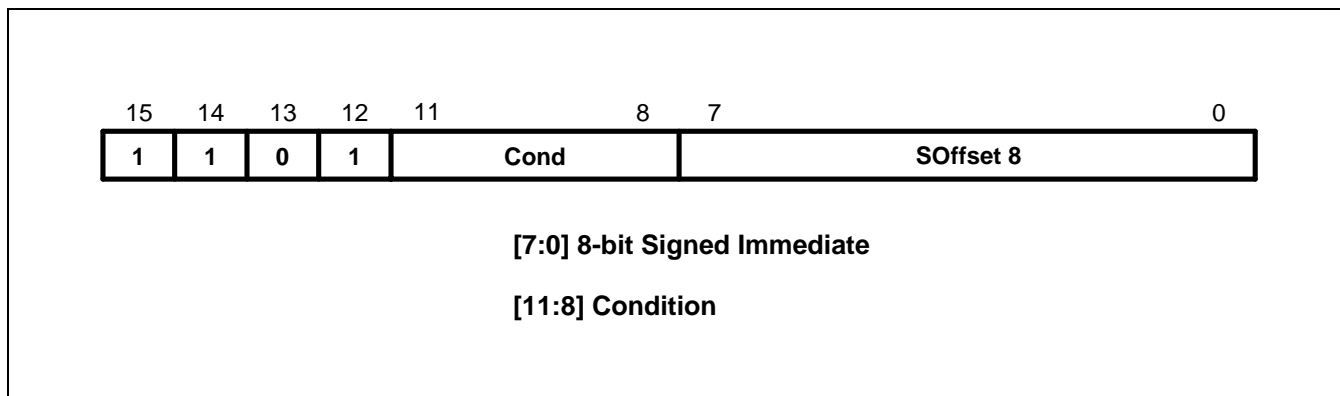 15 14 13 12 11 8 7 0
1 1 0 1 Cond SOffset 8
[7:0] 8-bit Signed Immediate
[11:8] Condition